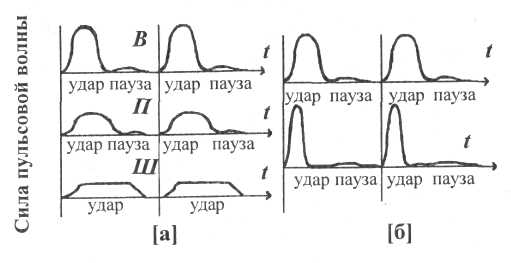 Сила пульсовой волны
В t t
удар пауза удар пауза удар пауза удар пауза
П t
удар пауза удар пауза
Ш t t
удар пауза удар пауза
удар удар
[а] [б]